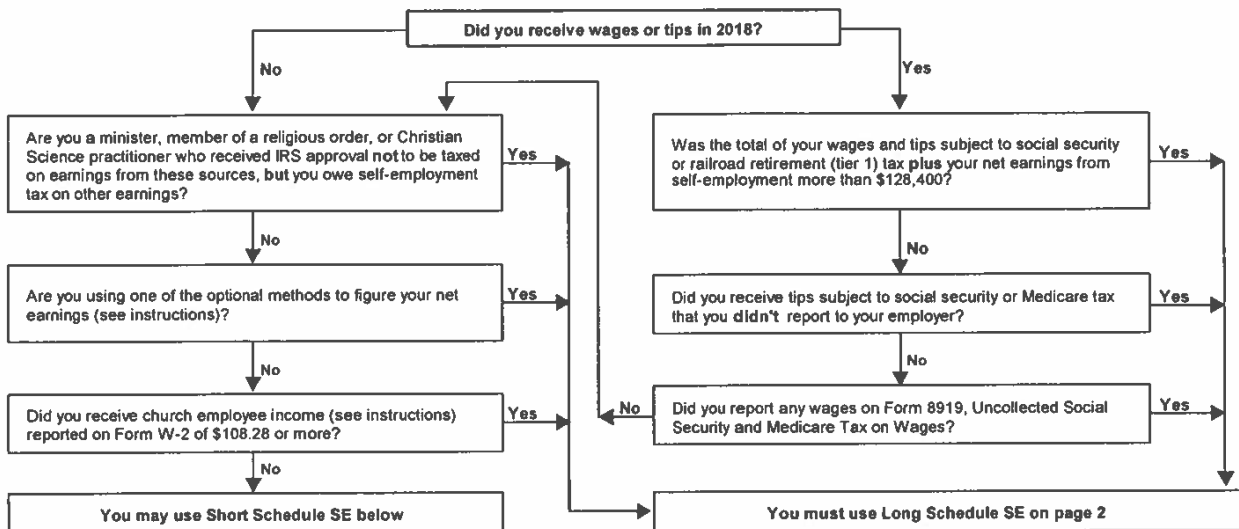 Did you receive wages or tips in 2018?
No
Yes
Are you a minister, member of a religious order, or Christian
Science practitioner who received IRS approval not to be taxed
on earnings from these sources, but you owe self-employment
tax on other earnings?
Yes
Was the total of your wages and tips subject to social security
or railroad retirement (tier 1) tax plus your net earnings from
self-employment more than $128,400?
Yes
No
No
Are you using one of the optional methods to figure your net
earnings (see instructions)?
Yes
Did you receive tips subject to social security or Medicare tax
that you didn't report to your employer?
Yes
No
No
Did you receive church employee income (see instructions)
reported on Form W-2 of $108.28 or more?
Yes
No
Did you report any wages on Form 8919, Uncollected Social
Security and Medicare Tax on Wages?
Yes
No
You may use Short Schedule SE below
You must use Long Schedule SE on page 2